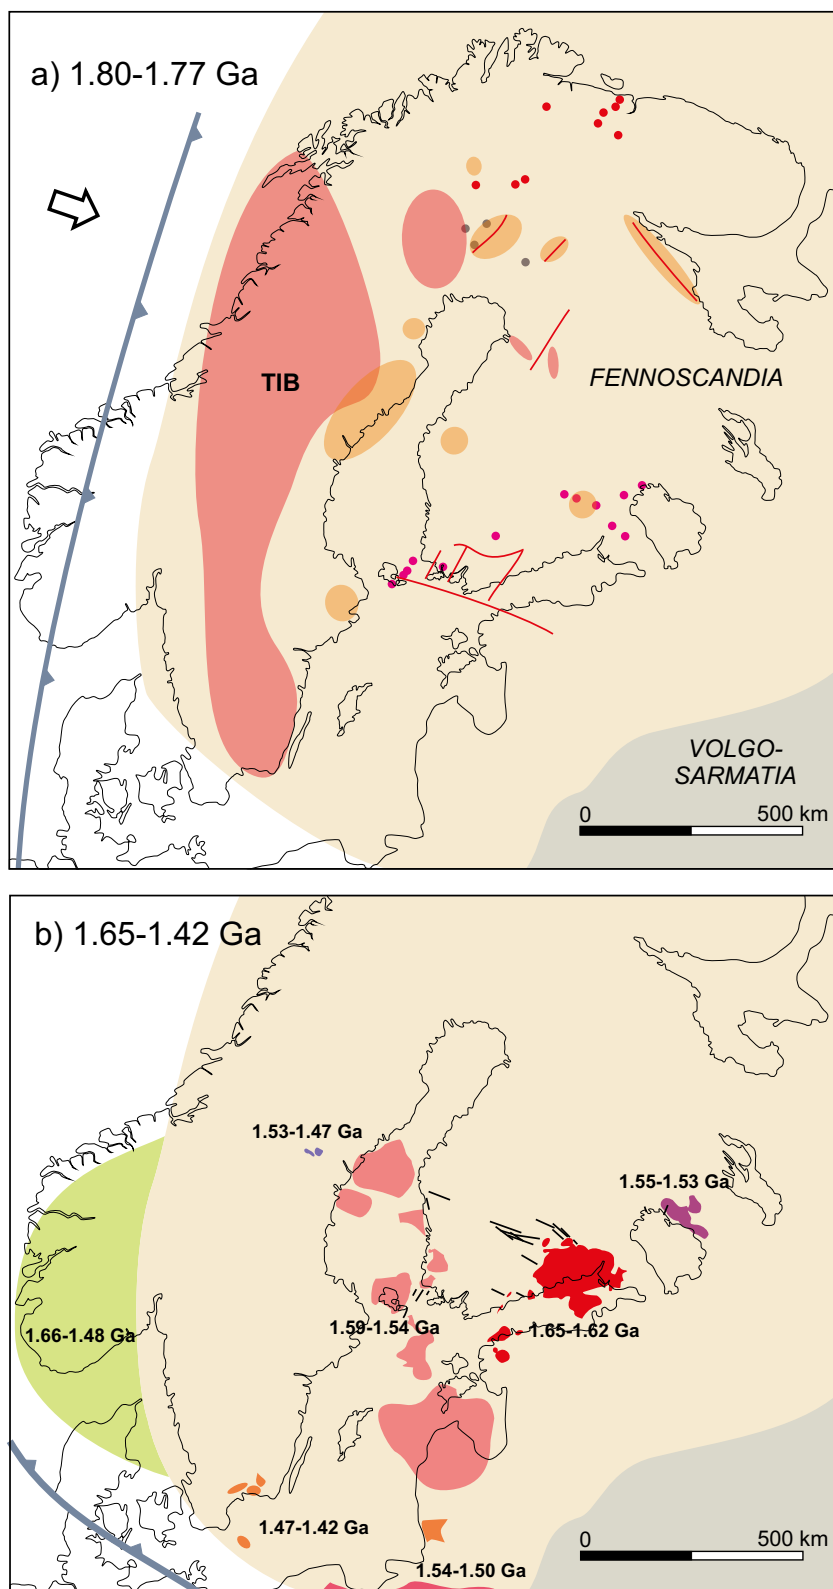 a) 1.80-1.77 Ga
TIB
FENNOSCANDIA
VOLGO-
SARMATIA
0 500 km
b) 1.65-1.42 Ga
1.53-1.47 Ga
1.55-1.53 Ga
1.66-1.48 Ga
1.59-1.54 Ga
1.65-1.62 Ga
1.47-1.42 Ga
0 500 km
1.54-1.50 Ga